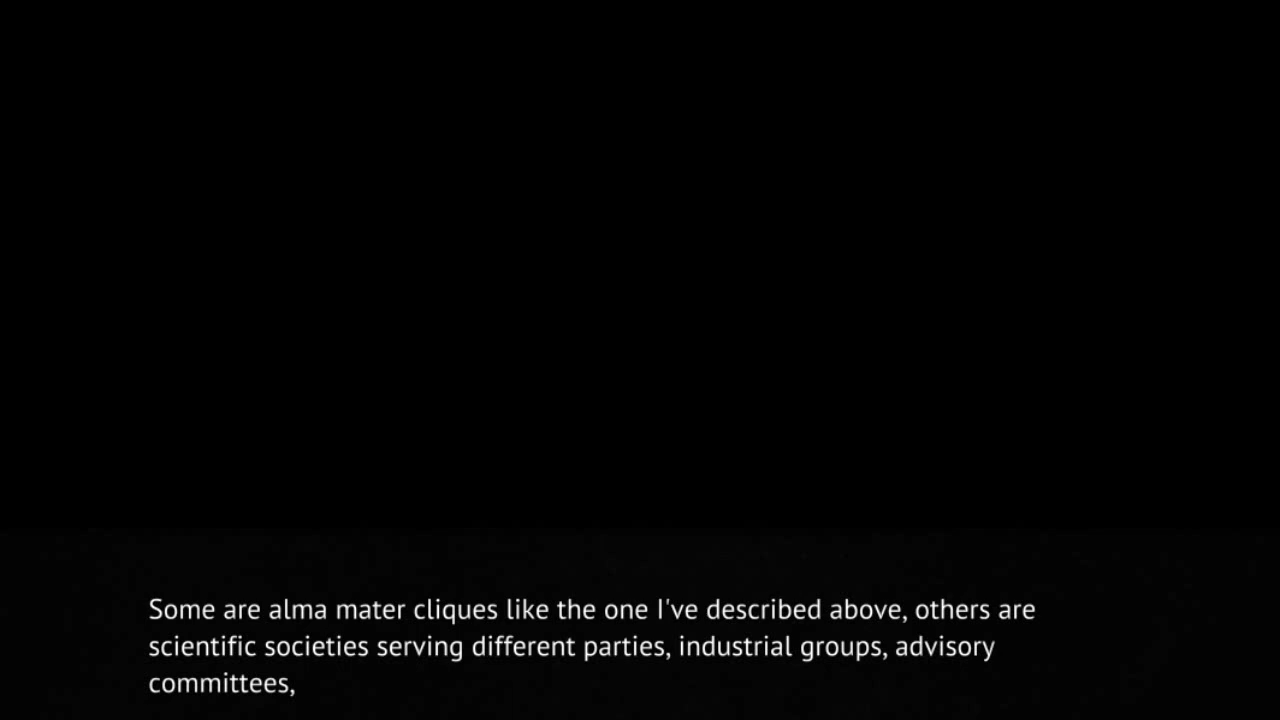 Some are alma mater cliques like the one I've described above, others are
scientific societies serving different parties, industrial groups, advisory
committees,